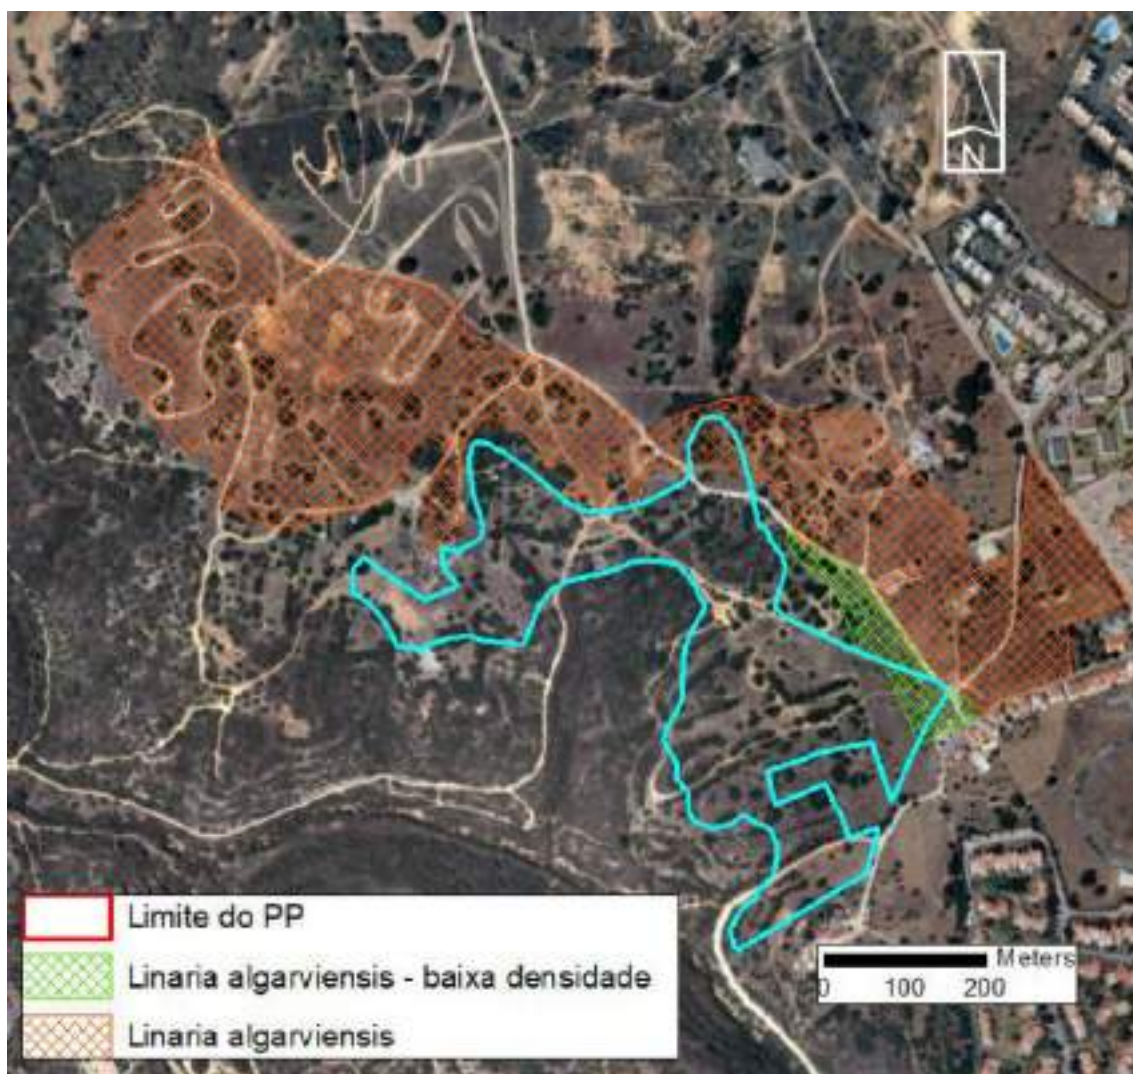 N
Limite do PP
Linaria algarviensis - baixa densidade
Linaria algarviensis
Meters
0 100 200